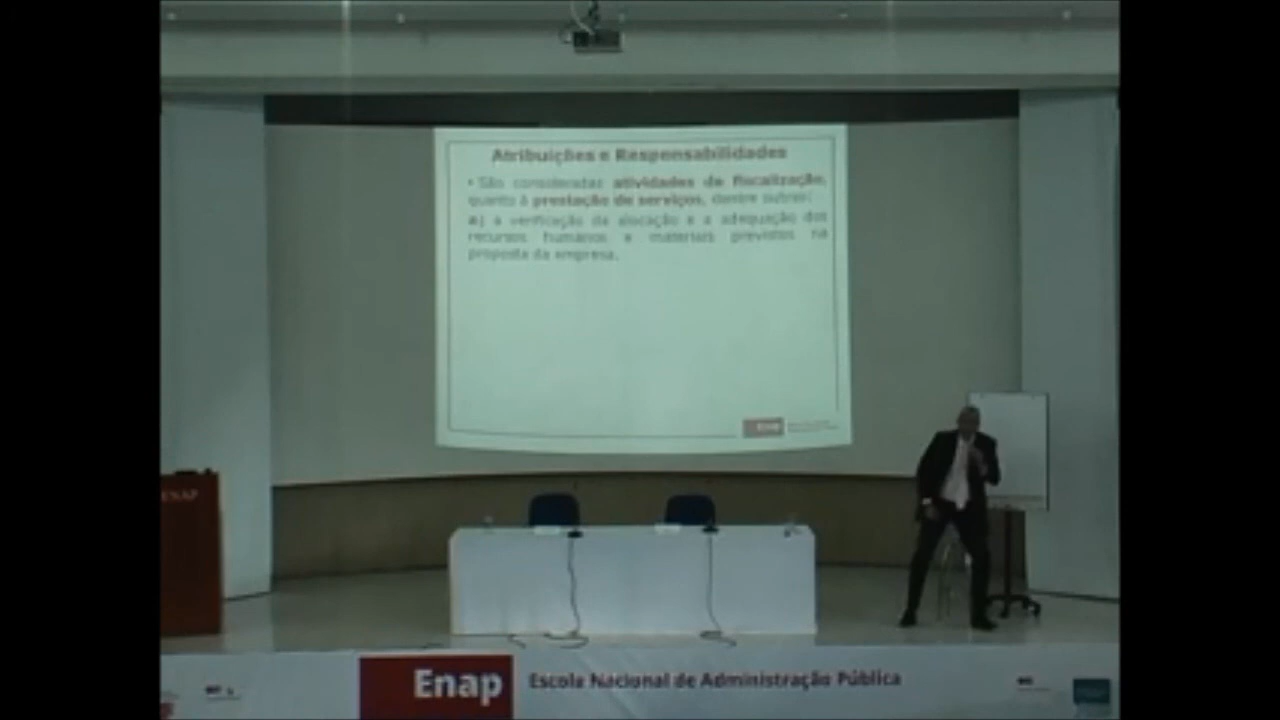 Atribuições e Responsabilidades
• São consideradas atividades de fiscalização,
quanto à prestação de serviços, dentre outras:
a) a verificação da alocação e a adequação dos
recursos humanos e materiais previstos na
proposta da empresa.
Enap
ENAP
Enap Escola Nacional de Administração Pública